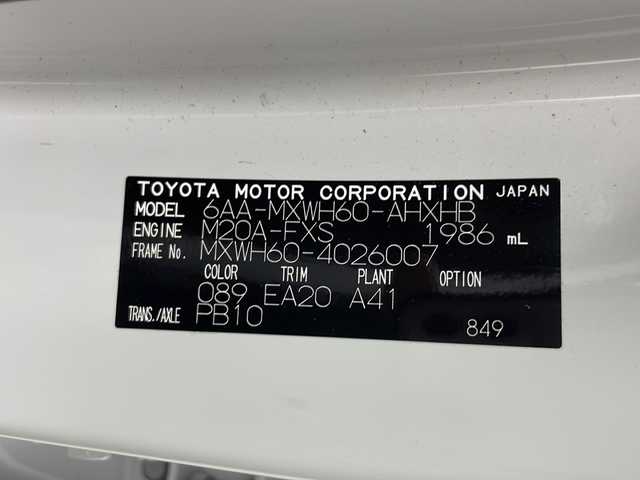 TOYOTA MOTOR CORPORATION JAPAN
MODEL 6AA-MXWH60-AHXHB
ENGINE M20A-FXS 1986 mL
FRAME No. MXWH60-4026007
COLOR TRIM PLANT OPTION
089 EA20 A41
TRANS./AXLE PB10
849